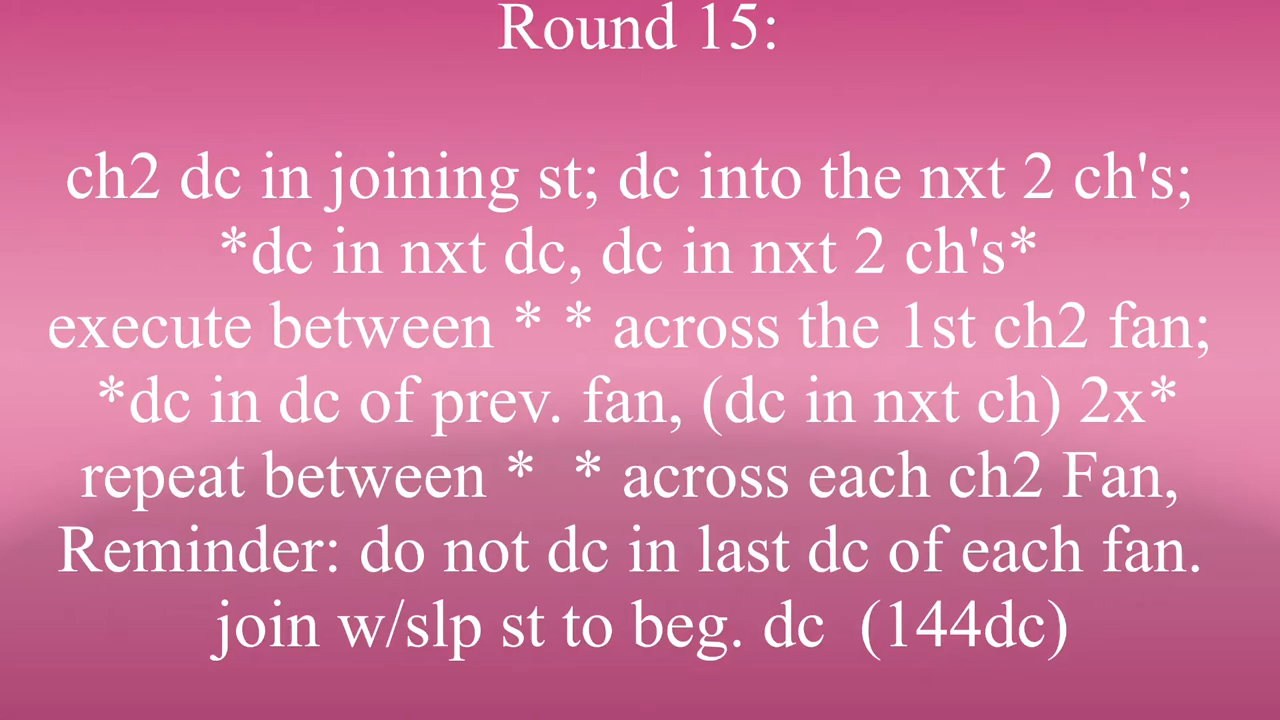 Round 15:
ch2 dc in joining st; dc into the nxt 2 ch's;
*dc in nxt dc, dc in nxt 2 ch's*
execute between * * across the 1st ch2 fan;
*dc in dc of prev. fan, (dc in nxt ch) 2x*
repeat between *  * across each ch2 Fan,
Reminder: do not dc in last dc of each fan.
join w/slp st to beg. dc  (144dc)